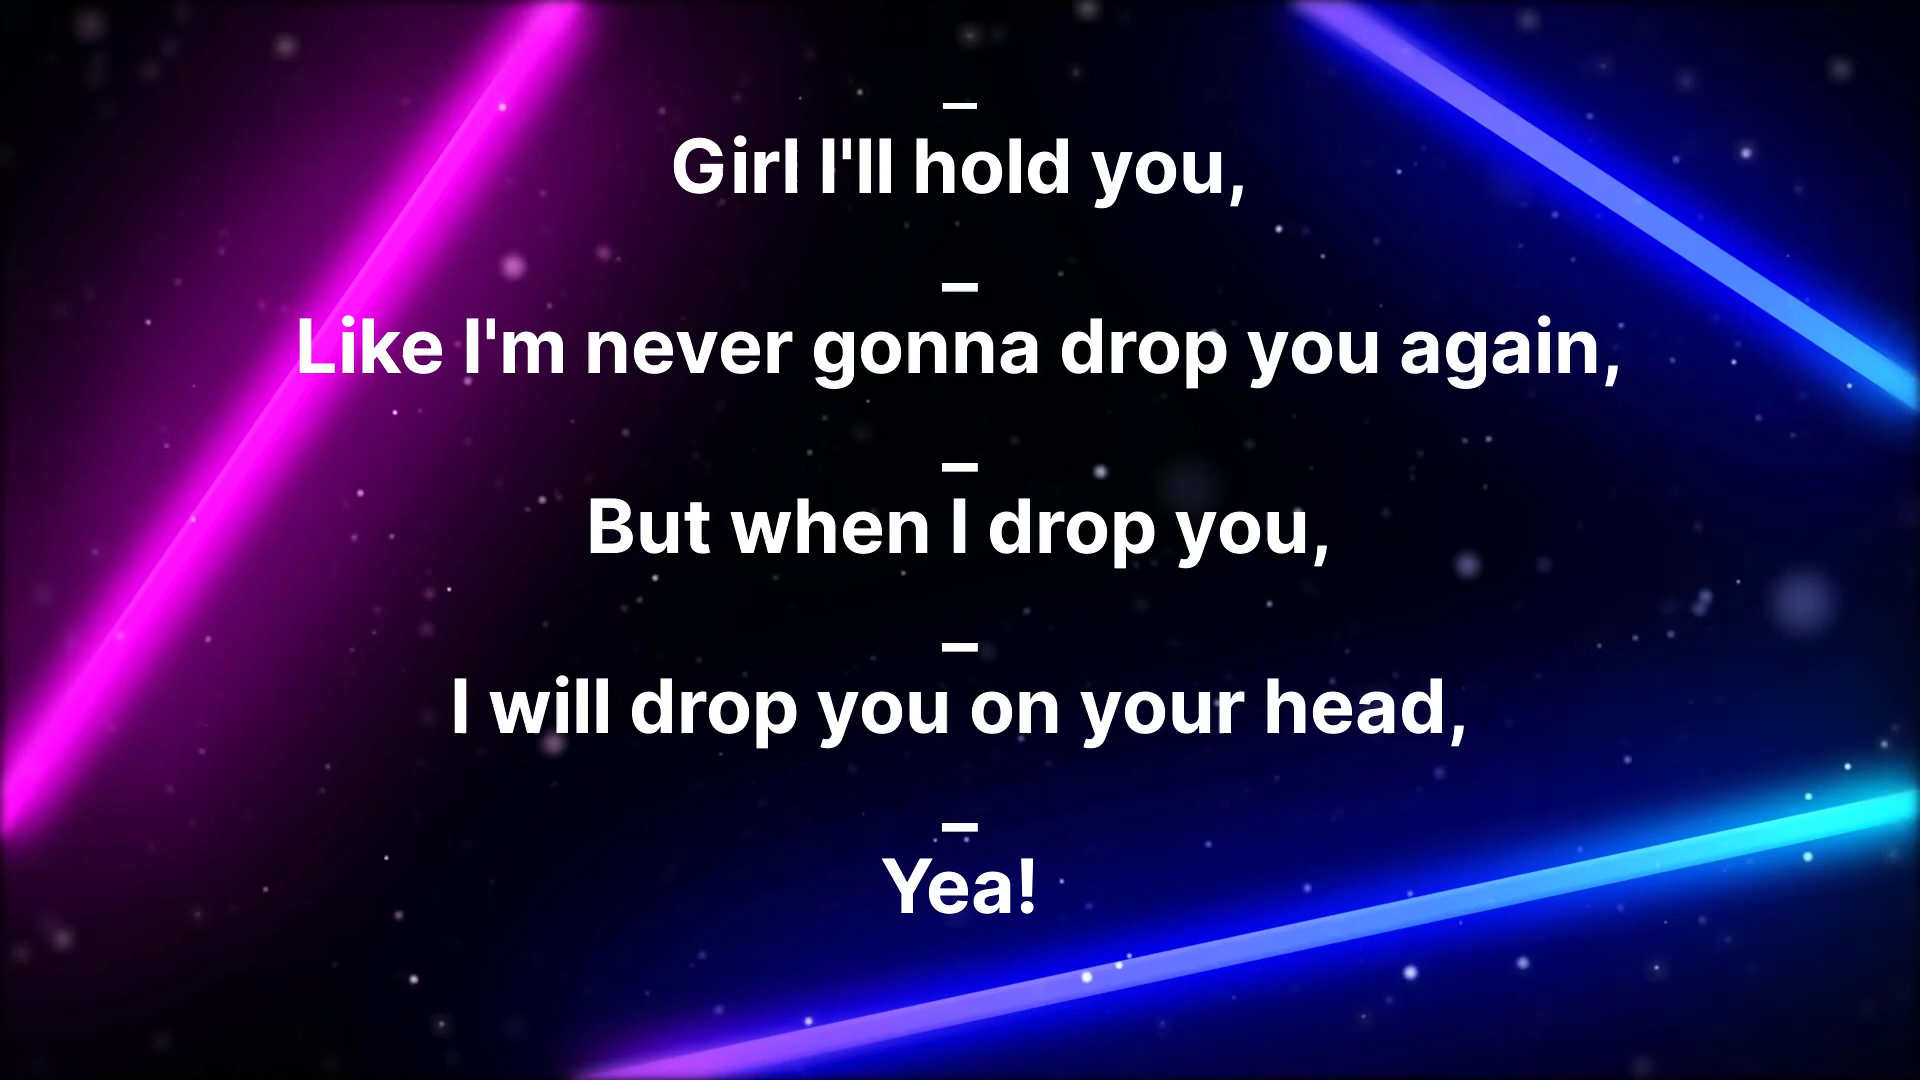 _
Girl I'll hold you,
_
Like I'm never gonna drop you again,
_
But when I drop you,
_
I will drop you on your head,
_
Yea!